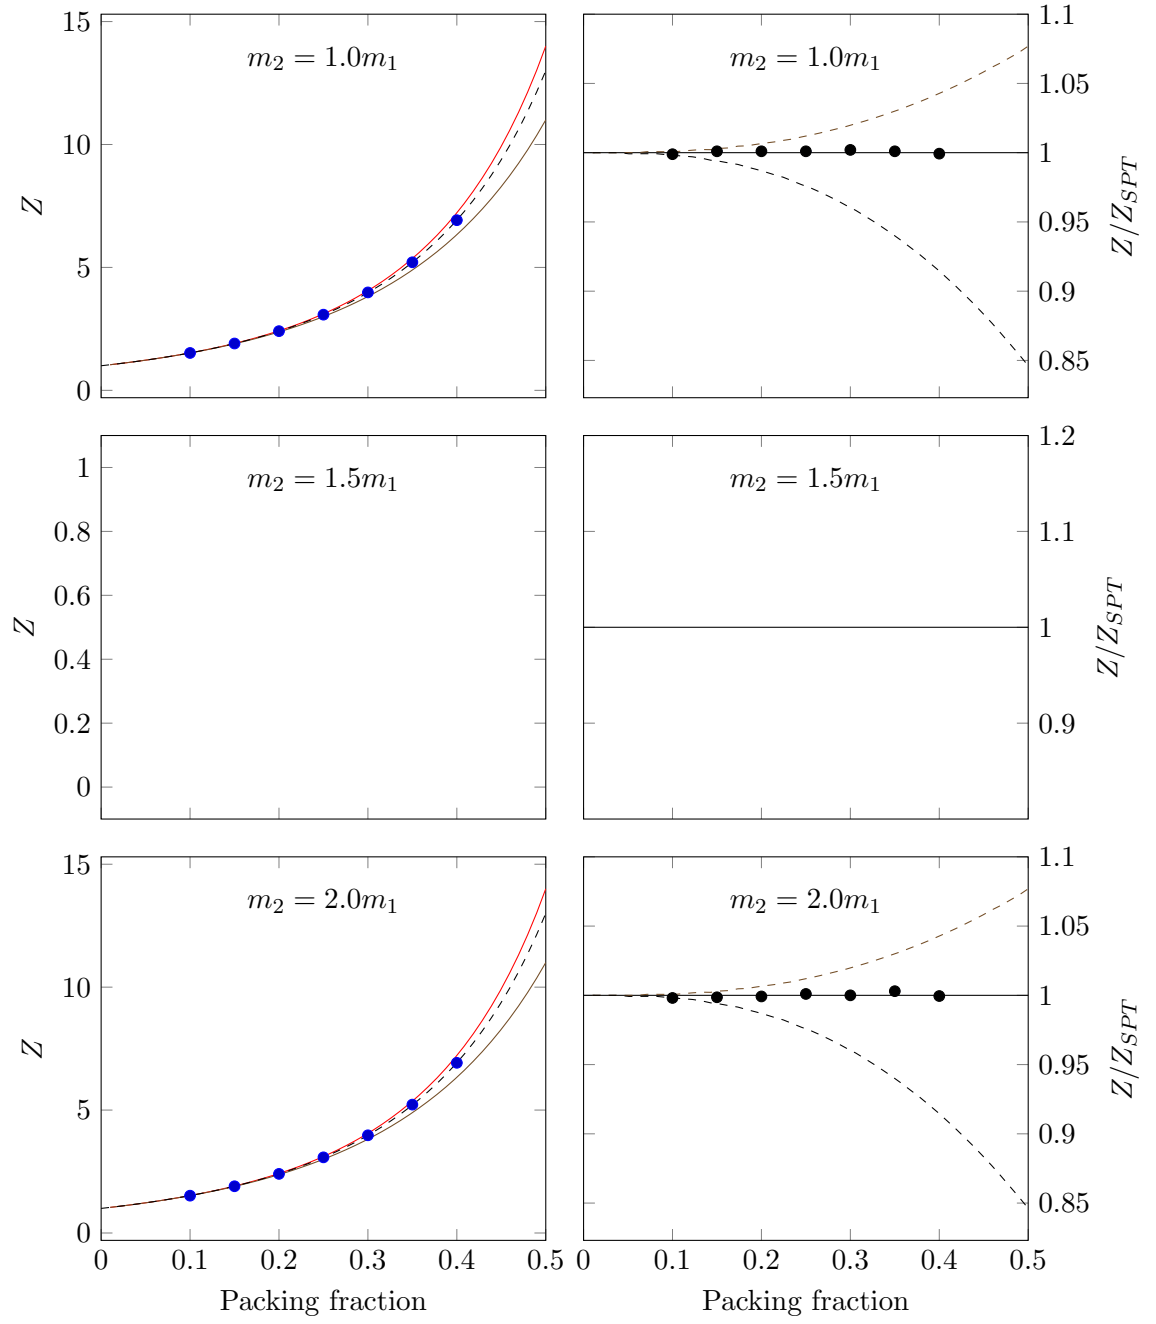 15
10
5
0
Z
m₂ = 1.0m₁
m₂ = 1.0m₁
1.1
1.05
1
0.95
0.9
0.85
Z/Z_SPT
1
0.8
0.6
0.4
0.2
0
Z
m₂ = 1.5m₁
m₂ = 1.5m₁
1.2
1.1
1
0.9
Z/Z_SPT
15
10
5
0
Z
m₂ = 2.0m₁
0 0.1 0.2 0.3 0.4 0.5
Packing fraction
m₂ = 2.0m₁
1.1
1.05
1
0.95
0.9
0.85
Z/Z_SPT
0 0.1 0.2 0.3 0.4 0.5
Packing fraction